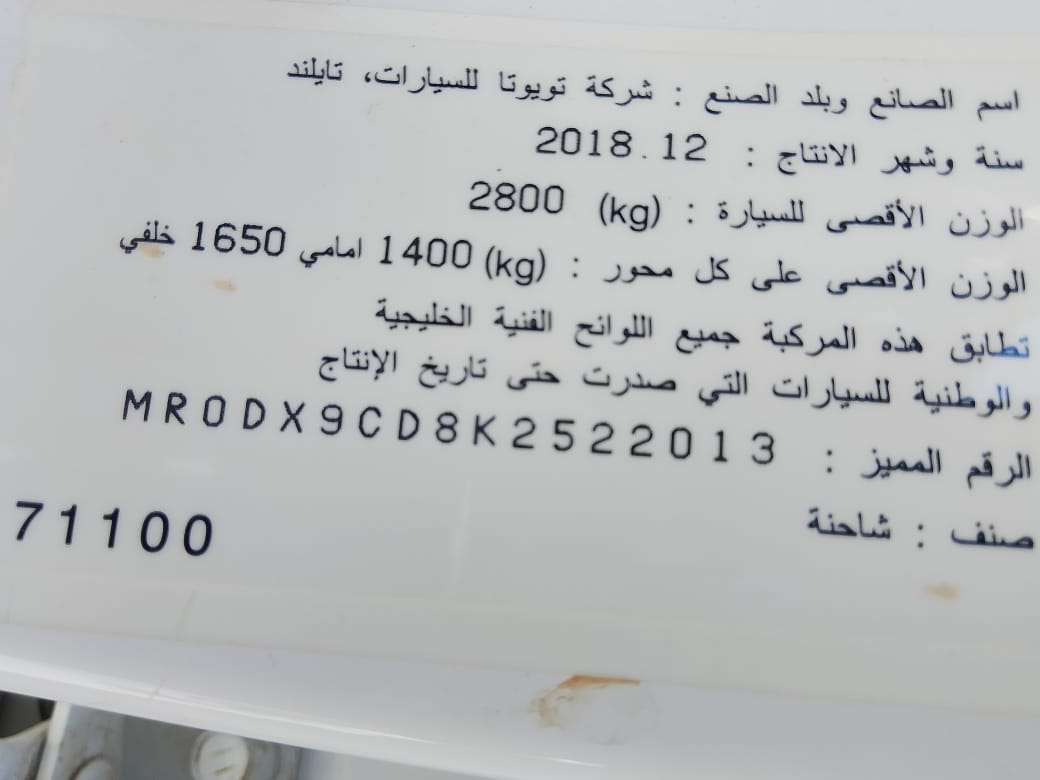 اسم الصانع وبلد الصنع : شركة تويوتا للسيارات، تايلند
سنة وشهر الانتاج : 2018.12
الوزن الأقصى للسيارة : (kg) 2800
الوزن الأقصى على كل محور : (kg) 1400 امامي 1650 خلفي
تطابق هذه المركبة جميع اللوائح الفنية الخليجية
والوطنية للسيارات التي صدرت حتى تاريخ الإنتاج
الرقم المميز : MR0DX9CD8K2522013
صنف : شاحنة
71100